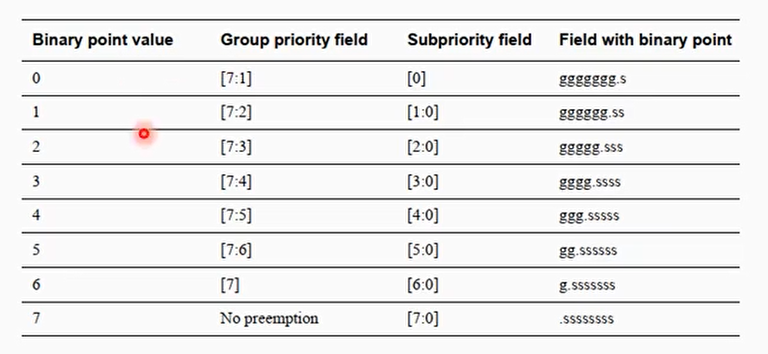 Binary point value Group priority field Subpriority field Field with binary point
0 [7:1] [0] ggggggg.s
1 [7:2] [1:0] gggggg.ss
2 [7:3] [2:0] ggggg.sss
3 [7:4] [3:0] gggg.ssss
4 [7:5] [4:0] ggg.sssss
5 [7:6] [5:0] gg.ssssss
6 [7] [6:0] g.sssssss
7 No preemption [7:0] .ssssssss